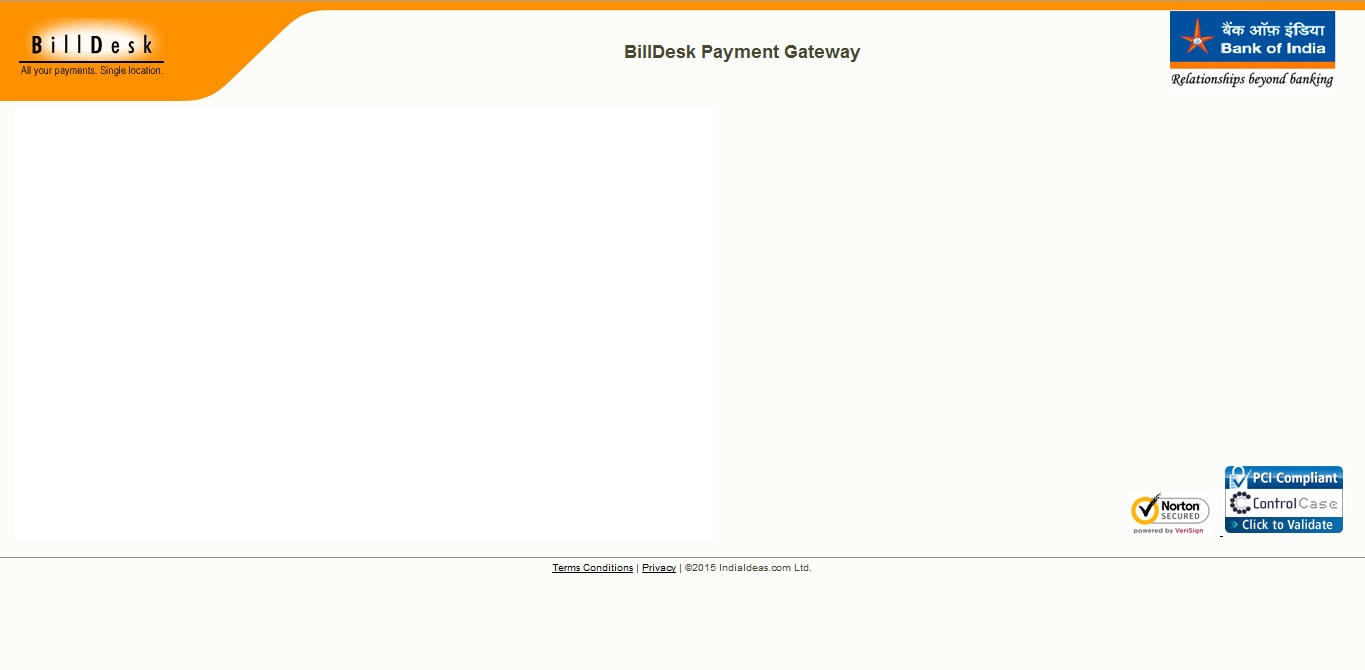 BillDesk
All your payments. Single location.
BillDesk Payment Gateway
बैंक ऑफ़ इंडिया
Bank of India
Relationships beyond banking
PCI Compliant
ControlCase
» Click to Validate
Norton
SECURED
powered by VeriSign
Terms Conditions | Privacy | ©2015 IndiaIdeas.com Ltd.